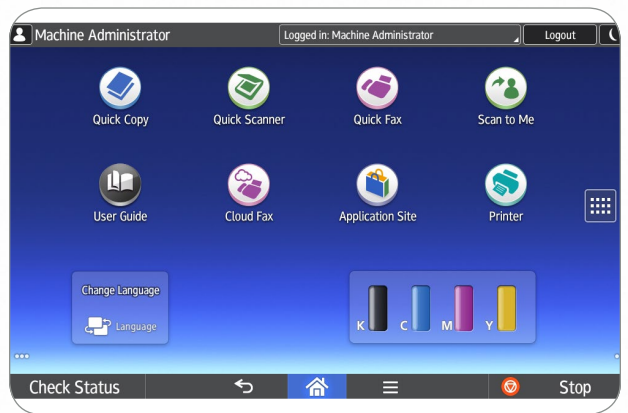 Machine Administrator
Logged in: Machine Administrator
Logout
Quick Copy
Quick Scanner
Quick Fax
Scan to Me
User Guide
Cloud Fax
Application Site
Printer
Change Language
Language
K
C
M
Y
Check Status
Stop